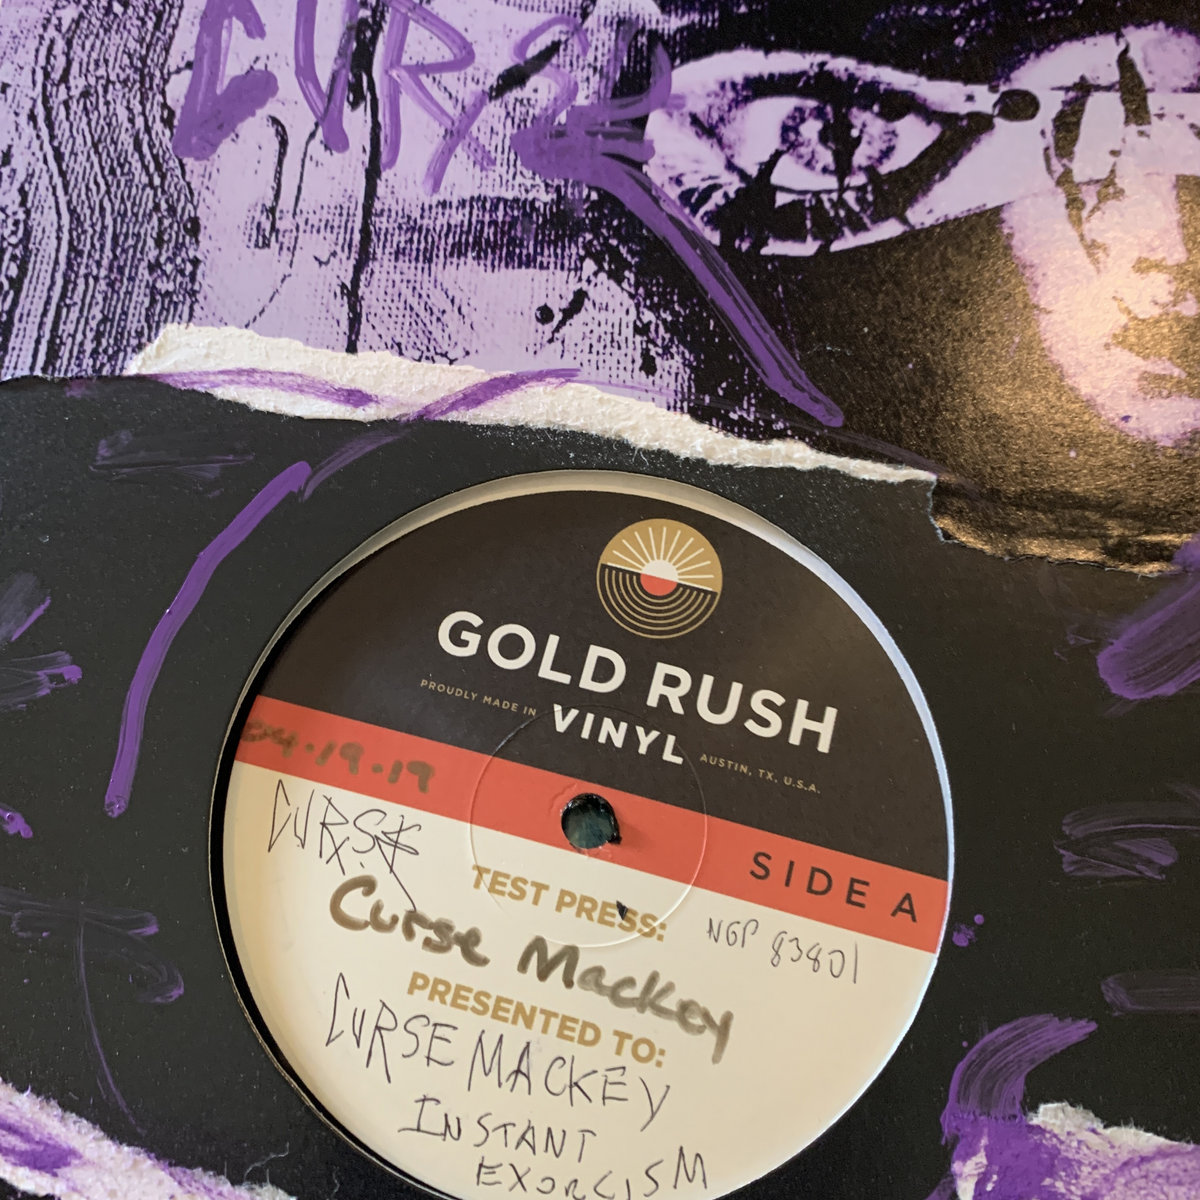 CURSE
GOLD RUSH
PROUDLY MADE IN VINYL AUSTIN, TX, U.S.A.
04.19.19
SIDE A
CURSE
TEST PRESS: NGP 83801
Curse Mackey
PRESENTED TO:
CURSE MACKEY
INSTANT
EXORCISM